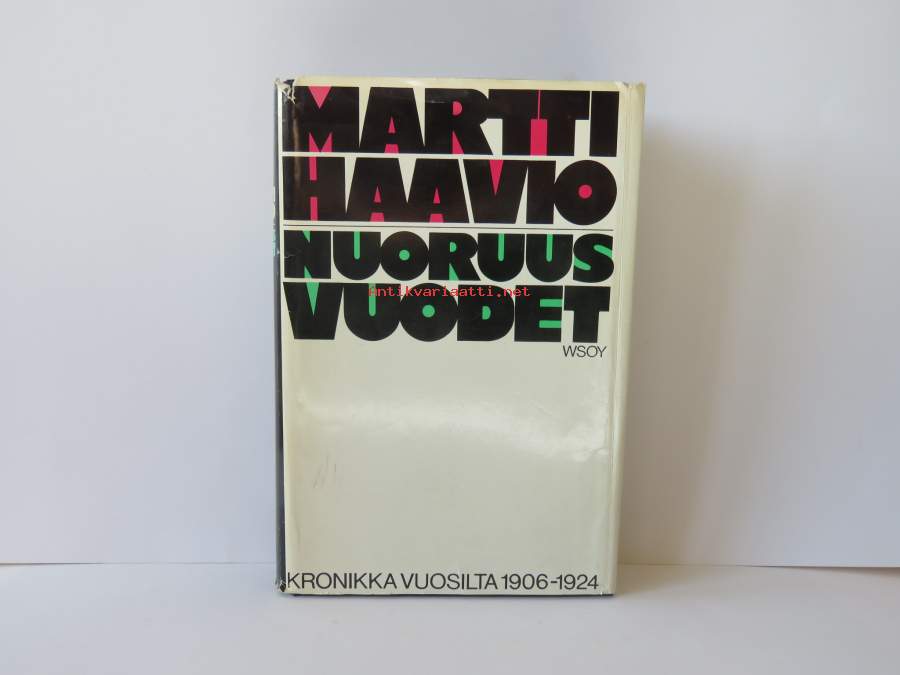 MARTTI
HAAVIO
NUORUUS
VUODET
antikvariaatti.net
WSOY
KRONIKKA VUOSILTA 1906-1924